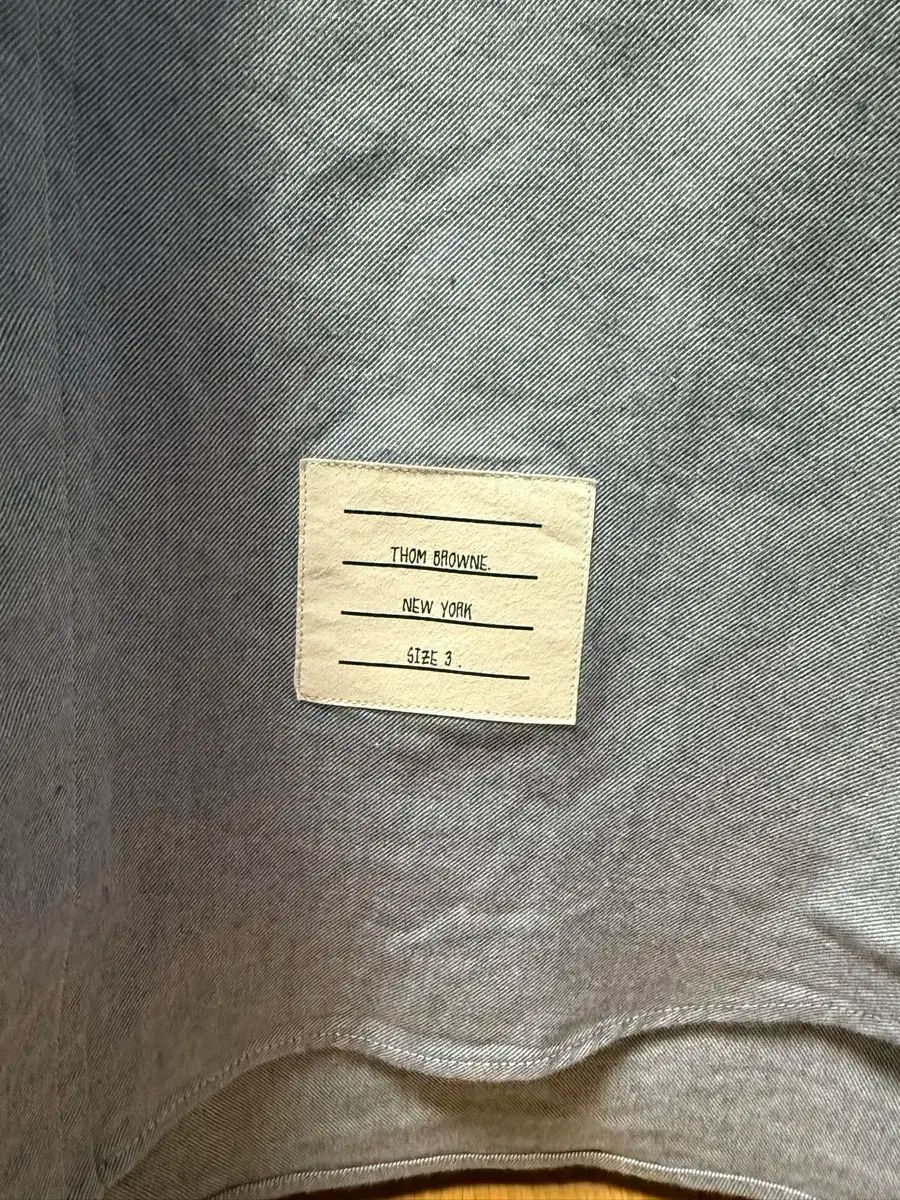 THOM BROWNE.
NEW YORK
SIZE 3 .